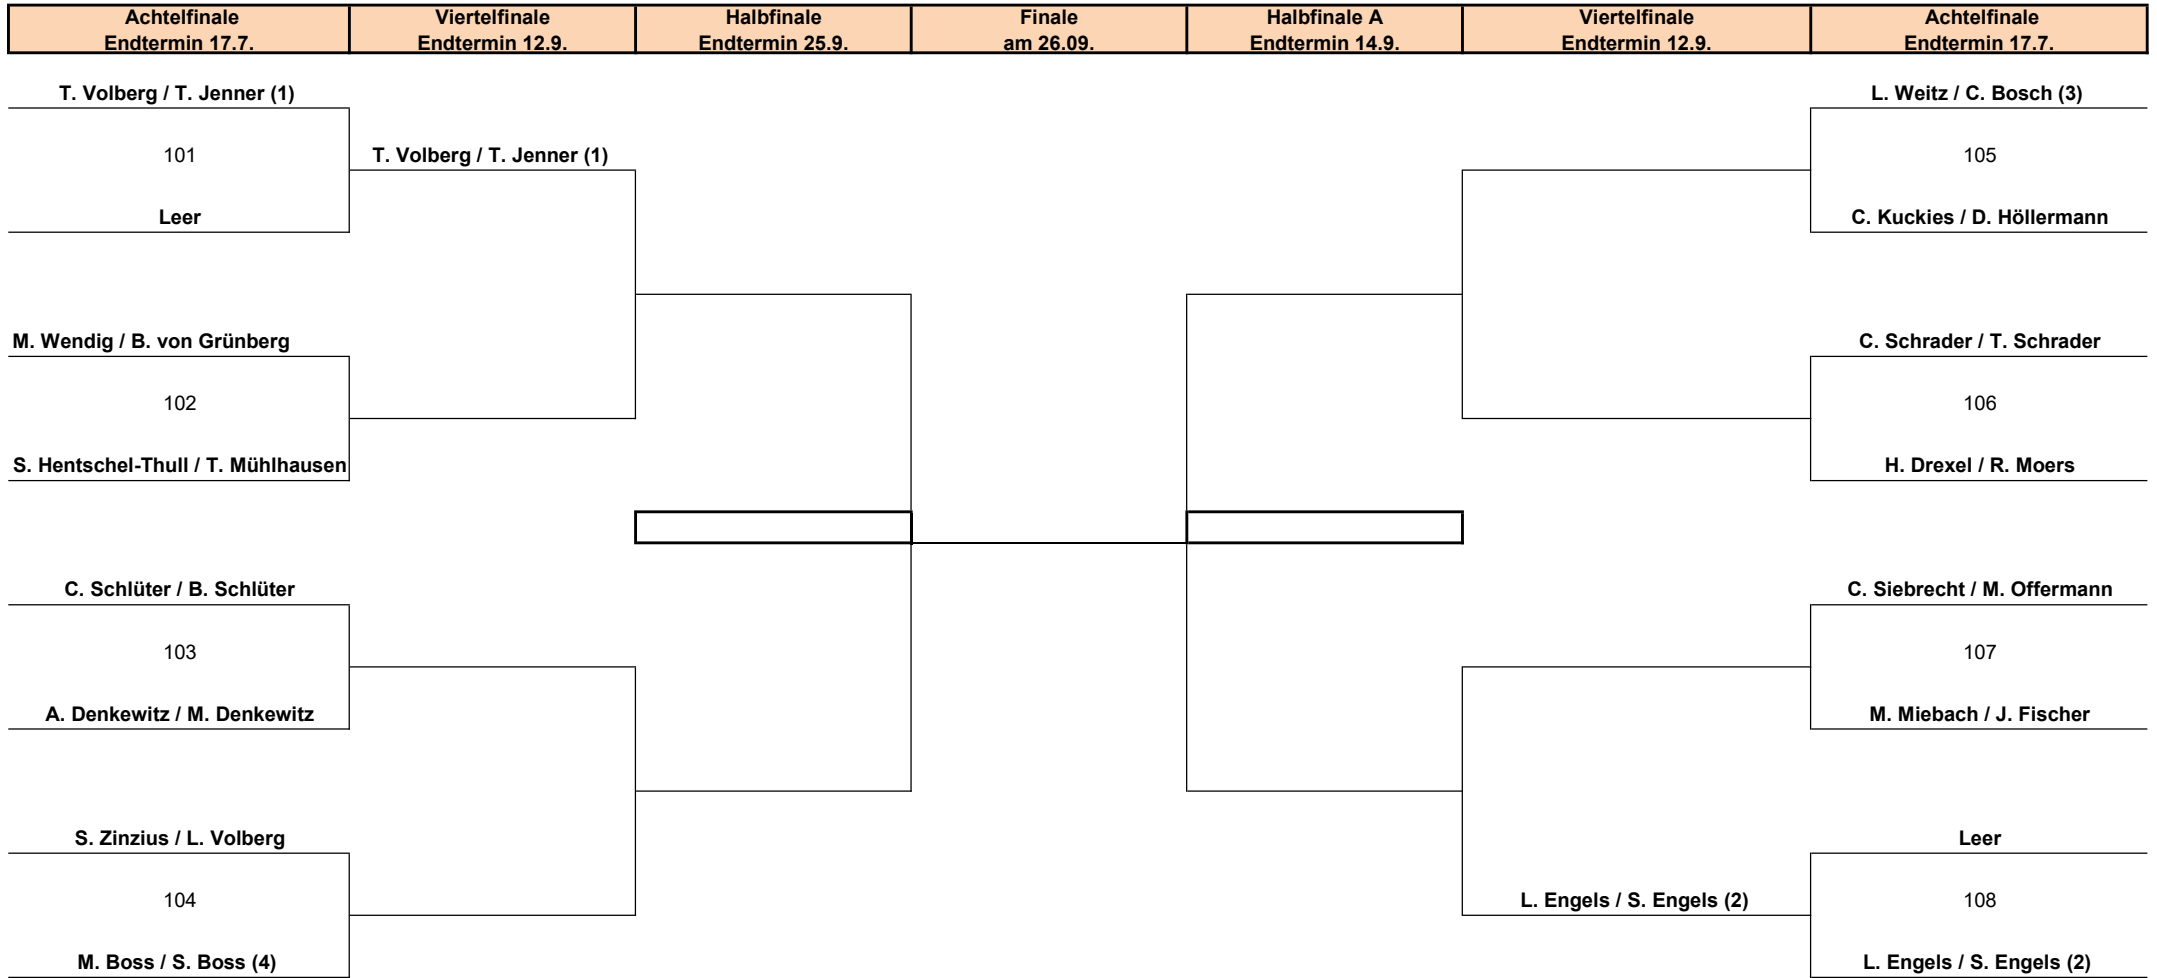 Achtelfinale Viertelfinale Halbfinale Finale Halbfinale A Viertelfinale Achtelfinale
Endtermin 17.7. Endtermin 12.9. Endtermin 25.9. am 26.09. Endtermin 14.9. Endtermin 12.9. Endtermin 17.7.
T. Volberg / T. Jenner (1) L. Weitz / C. Bosch (3)
101 T. Volberg / T. Jenner (1) 105
Leer C. Kuckies / D. Höllermann
M. Wendig / B. von Grünberg C. Schrader / T. Schrader
102 106
S. Hentschel-Thull / T. Mühlhausen H. Drexel / R. Moers
C. Schlüter / B. Schlüter C. Siebrecht / M. Offermann
103 107
A. Denkewitz / M. Denkewitz M. Miebach / J. Fischer
S. Zinzius / L. Volberg Leer
104 L. Engels / S. Engels (2) 108
M. Boss / S. Boss (4) L. Engels / S. Engels (2)